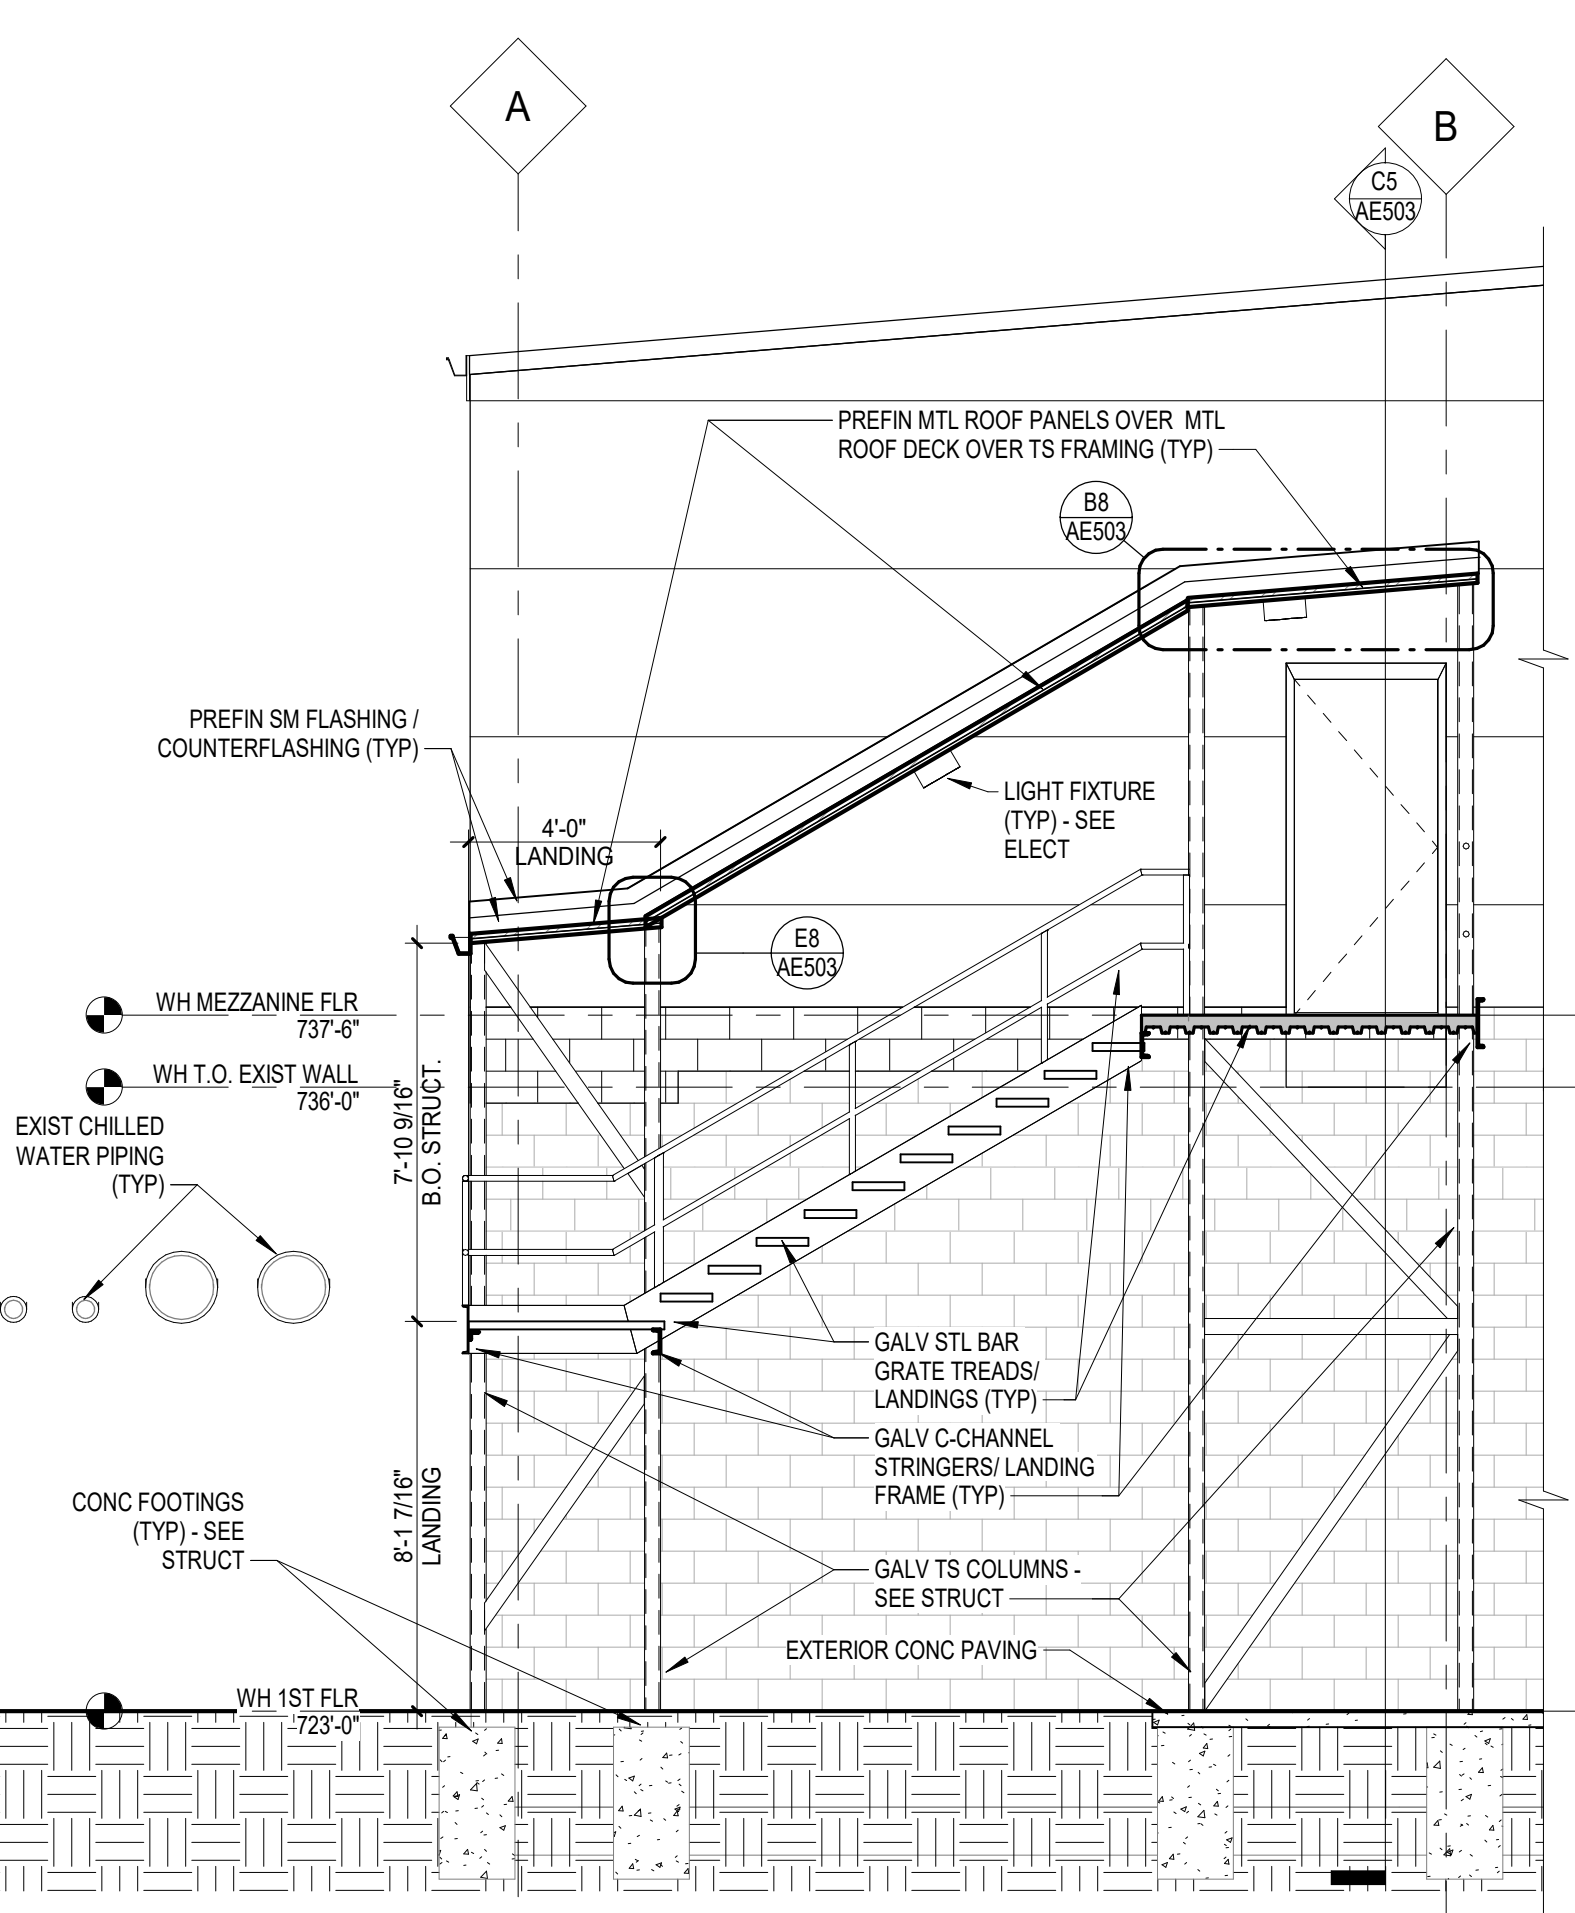 A
B
C5
AE503
PREFIN MTL ROOF PANELS OVER MTL
ROOF DECK OVER TS FRAMING (TYP)
B8
AE503
PREFIN SM FLASHING /
COUNTERFLASHING (TYP)
LIGHT FIXTURE
(TYP) - SEE
ELECT
4'-0"
LANDING
E8
AE503
WH MEZZANINE FLR
737'-6"
WH T.O. EXIST WALL
736'-0"
EXIST CHILLED
WATER PIPING
(TYP)
7'-10 9/16"
B.O. STRUCT.
GALV STL BAR
GRATE TREADS/
LANDINGS (TYP)
GALV C-CHANNEL
STRINGERS/ LANDING
FRAME (TYP)
8'-1 7/16"
LANDING
CONC FOOTINGS
(TYP) - SEE
STRUCT
GALV TS COLUMNS -
SEE STRUCT
EXTERIOR CONC PAVING
WH 1ST FLR
723'-0"